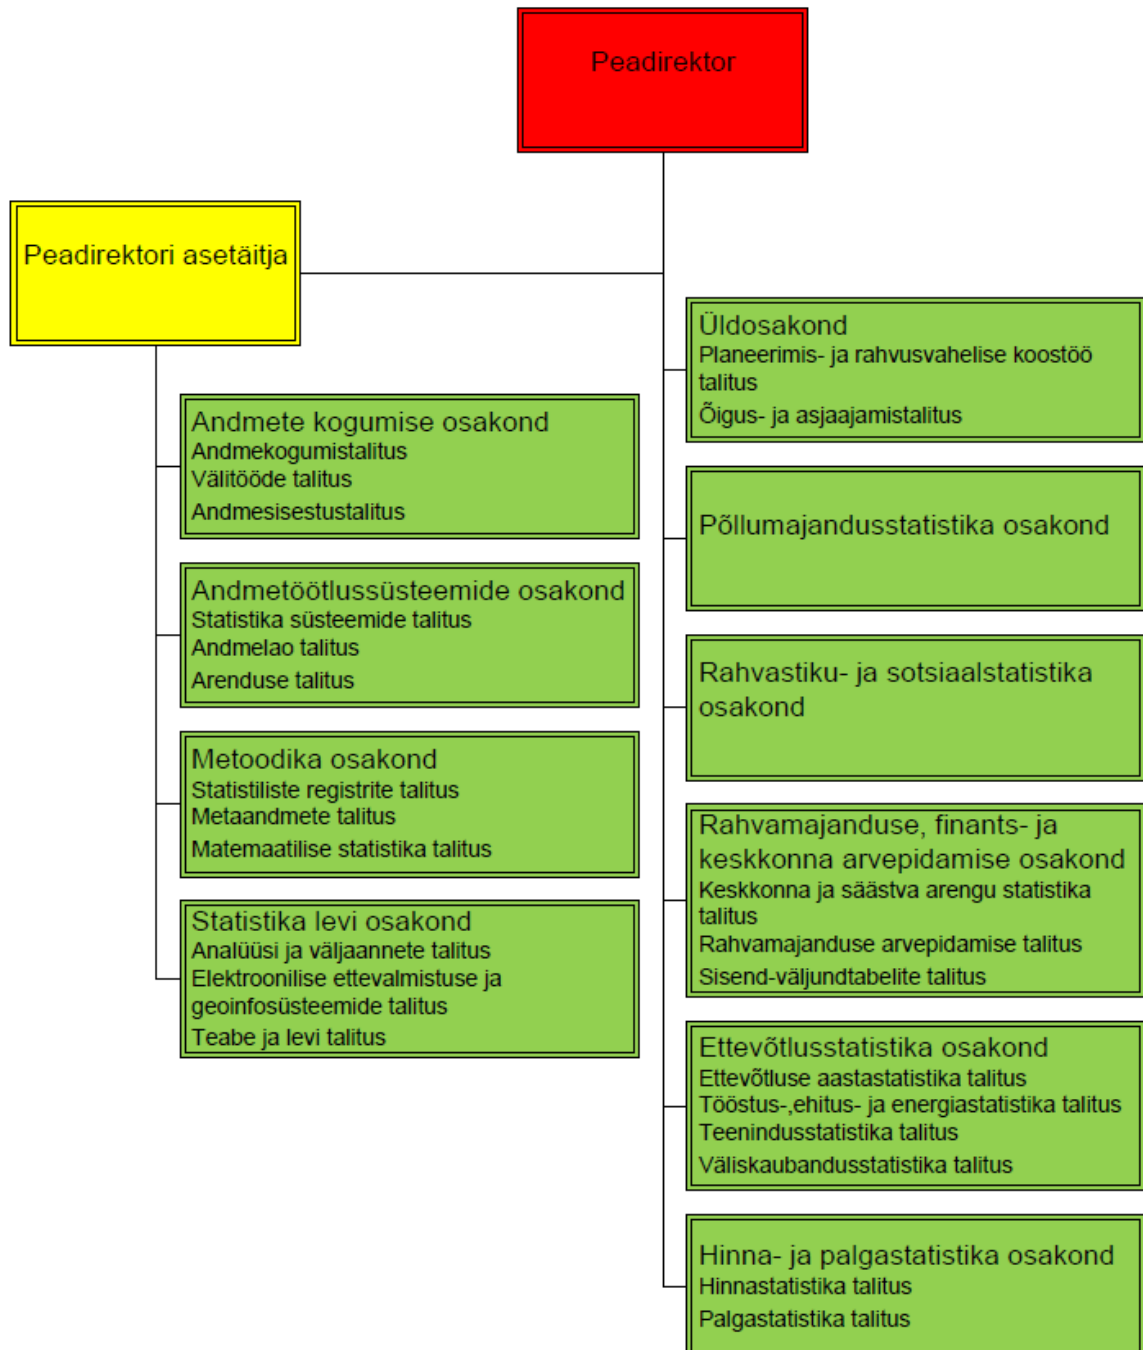 Peadirektor
Peadirektori asetäitja
Andmete kogumise osakond
Andmekogumistalitus
Välitööde talitus
Andmesisestustalitus
Andmetöötlussüsteemide osakond
Statistika süsteemide talitus
Andmelao talitus
Arenduse talitus
Metoodika osakond
Statistiliste registrite talitus
Metaandmete talitus
Matemaatilise statistika talitus
Statistika levi osakond
Analüüsi ja väljaannete talitus
Elektroonilise ettevalmistuse ja
geoinfosüsteemide talitus
Teabe ja levi talitus
Üldosakond
Planeerimis- ja rahvusvahelise koostöö
talitus
Õigus- ja asjaajamistalitus
Põllumajandusstatistika osakond
Rahvastiku- ja sotsiaalstatistika
osakond
Rahvamajanduse, finants- ja
keskkonna arvepidamise osakond
Keskkonna ja säästva arengu statistika
talitus
Rahvamajanduse arvepidamise talitus
Sisend-väljundtabelite talitus
Ettevõtlusstatistika osakond
Ettevõtluse aastastatistika talitus
Tööstus-,ehitus- ja energiastatistika talitus
Teenindusstatistika talitus
Väliskaubandusstatistika talitus
Hinna- ja palgastatistika osakond
Hinnastatistika talitus
Palgastatistika talitus